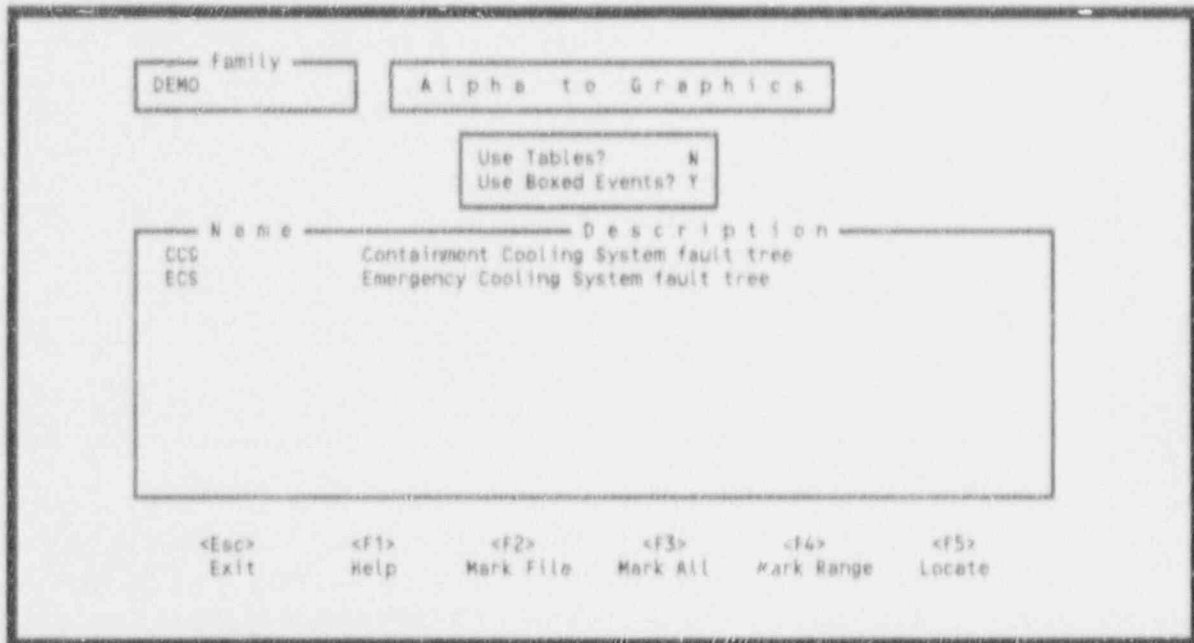 Family
DEMO
Alpha to Graphics
Use Tables? N
Use Boxed Events? Y
Name Description
CCS Containment Cooling System fault tree
ECS Emergency Cooling System fault tree
<Esc> <F1> <F2> <F3> <F4> <F5>
Exit Help Mark File Mark All Mark Range Locate